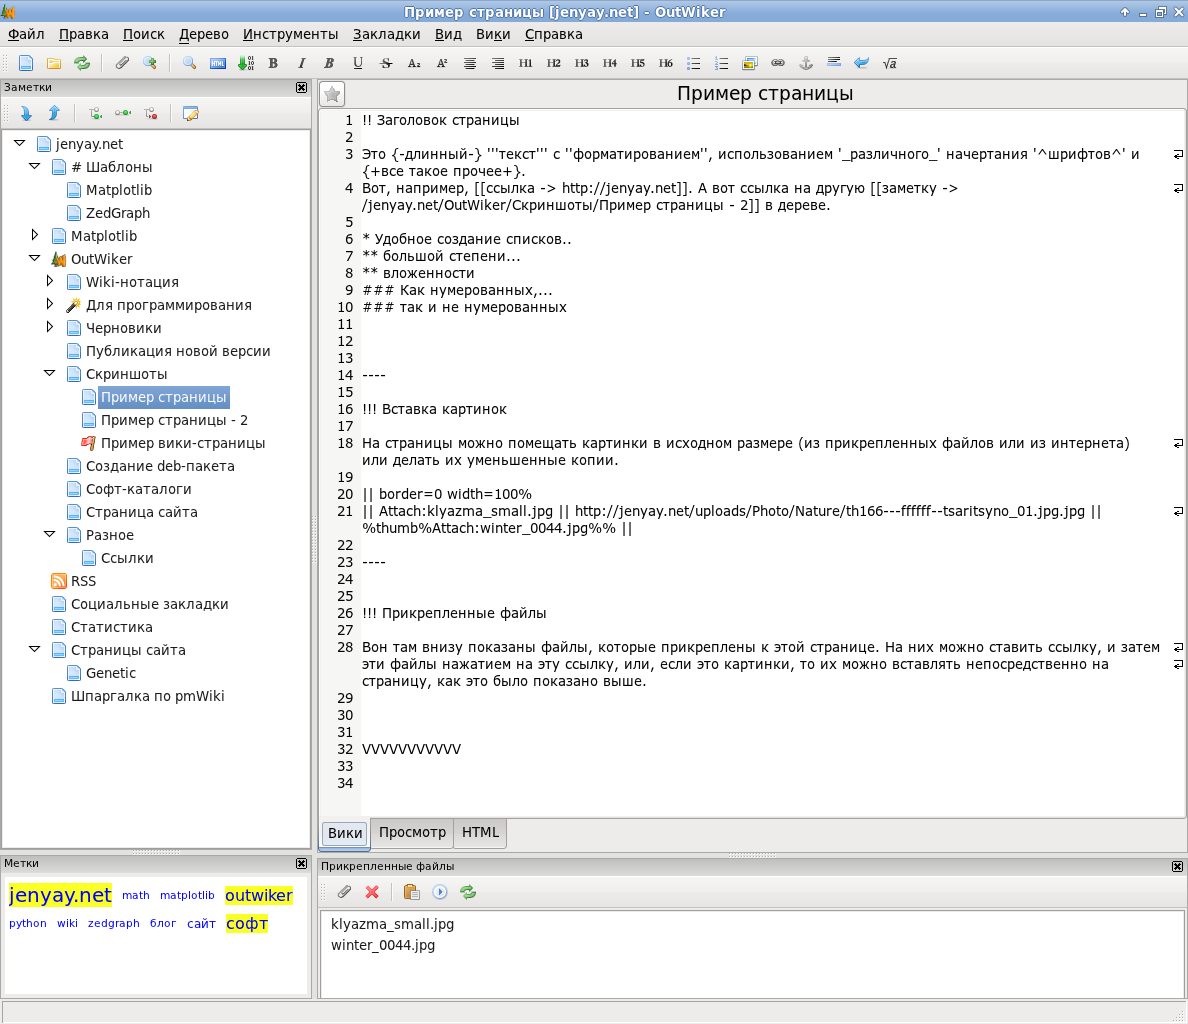 Пример страницы [jenyay.net] - OutWiker
Файл Правка Поиск Дерево Инструменты Закладки Вид Вики Справка
B I U S A₂ A² H1 H2 H3 H4 H5 H6 √α
Заметки
jenyay.net
# Шаблоны
Matplotlib
ZedGraph
Matplotlib
OutWiker
Wiki-нотация
Для программирования
Черновики
Публикация новой версии
Скриншоты
Пример страницы
Пример страницы - 2
Пример вики-страницы
Создание deb-пакета
Софт-каталоги
Страница сайта
Разное
Ссылки
RSS
Социальные закладки
Статистика
Страницы сайта
Genetic
Шпаргалка по pmWiki
Метки
jenyay.net math matplotlib outwiker
python wiki zedgraph блог сайт софт
Пример страницы
1 !! Заголовок страницы
2
3 Это {-длинный-} '''текст''' с ''форматированием'', использованием '_различного_' начертания '^шрифтов^' и
{+все такое прочее+}.
4 Вот, например, [[ссылка -> http://jenyay.net]]. А вот ссылка на другую [[заметку ->
/jenyay.net/OutWiker/Скриншоты/Пример страницы - 2]] в дереве.
5
6 * Удобное создание списков..
7 ** большой степени...
8 ** вложенности
9 ### Как нумерованных,...
10 ### так и не нумерованных
11
12
13
14 ----
15
16 !!! Вставка картинок
17
18 На страницы можно помещать картинки в исходном размере (из прикрепленных файлов или из интернета)
или делать их уменьшенные копии.
19
20 || border=0 width=100%
21 || Attach:klyazma_small.jpg || http://jenyay.net/uploads/Photo/Nature/th166---ffffff--tsaritsyno_01.jpg.jpg ||
%thumb%Attach:winter_0044.jpg%% ||
22
23 ----
24
25
26 !!! Прикрепленные файлы
27
28 Вон там внизу показаны файлы, которые прикреплены к этой странице. На них можно ставить ссылку, и затем
эти файлы нажатием на эту ссылку, или, если это картинки, то их можно вставлять непосредственно на
страницу, как это было показано выше.
29
30
31
32 VVVVVVVVVVV
33
34
Вики Просмотр HTML
Прикрепленные файлы
klyazma_small.jpg
winter_0044.jpg